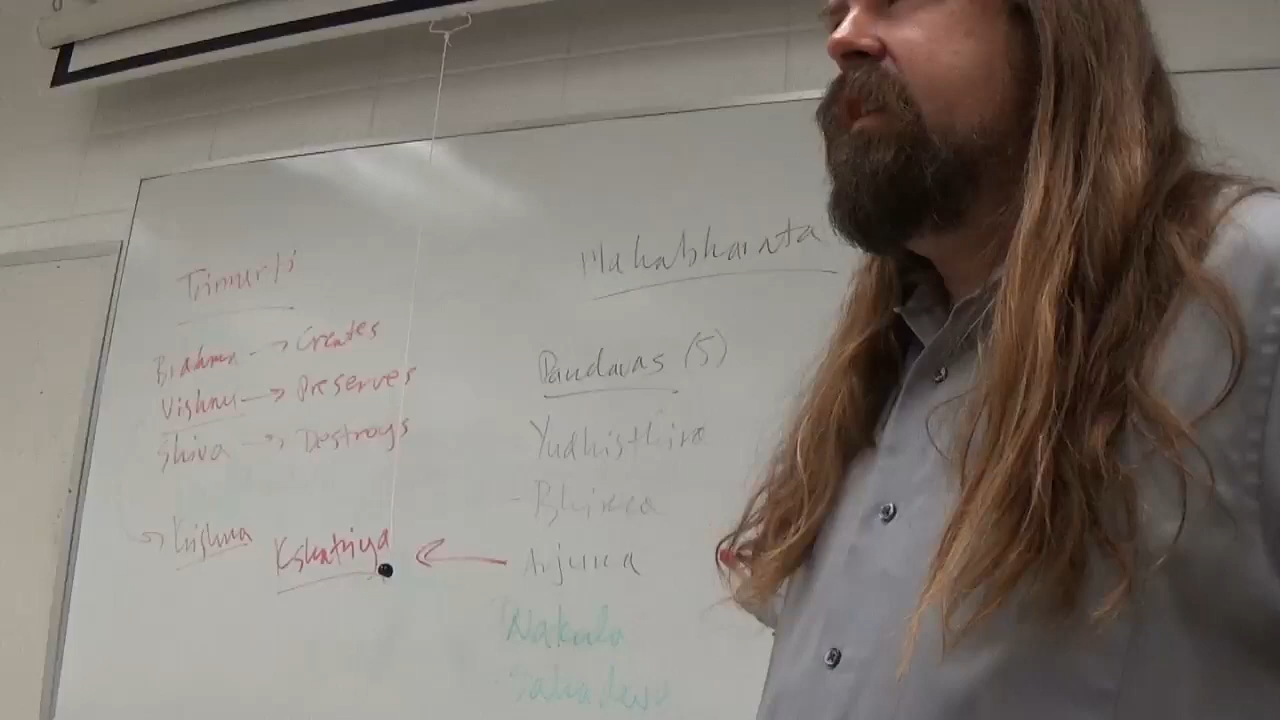 Trimurti
Brahma → Creates
Vishnu → Preserves
Shiva → Destroys
→ Krishna
Kshatriya ←
Mahabharata
Pandavas (5)
Yudhisthira
- Bhima
Arjuna
Nakula
Sahadeva